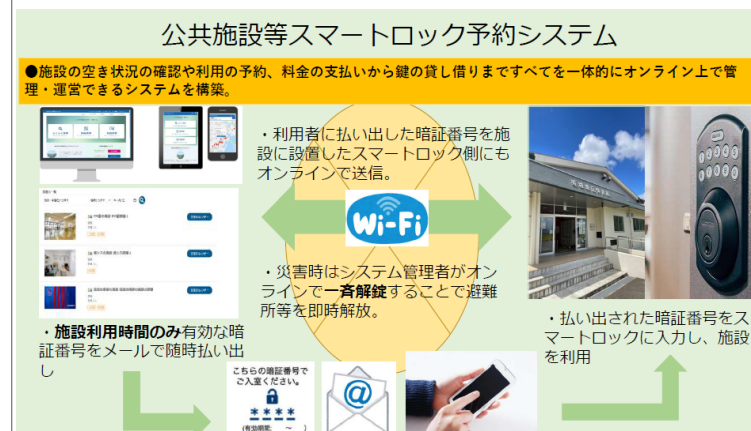 公共施設等スマートロック予約システム
●施設の空き状況の確認や利用の予約、料金の支払いから鍵の貸し借りまですべてを一体的にオンライン上で管
理・運営できるシステムを構築。
・利用者に払い出した暗証番号を施
設に設置したスマートロック側にも
オンラインで送信。
Wi-Fi
・災害時はシステム管理者がオン
ラインで一斉解錠することで避難
所等を即時解放。
・施設利用時間のみ有効な暗
証番号をメールで随時払い出
し
・払い出された暗証番号をス
マートロックに入力し、施設
を利用
こちらの暗証番号で
ご入室ください。
****
(有効期間: ~ )
@